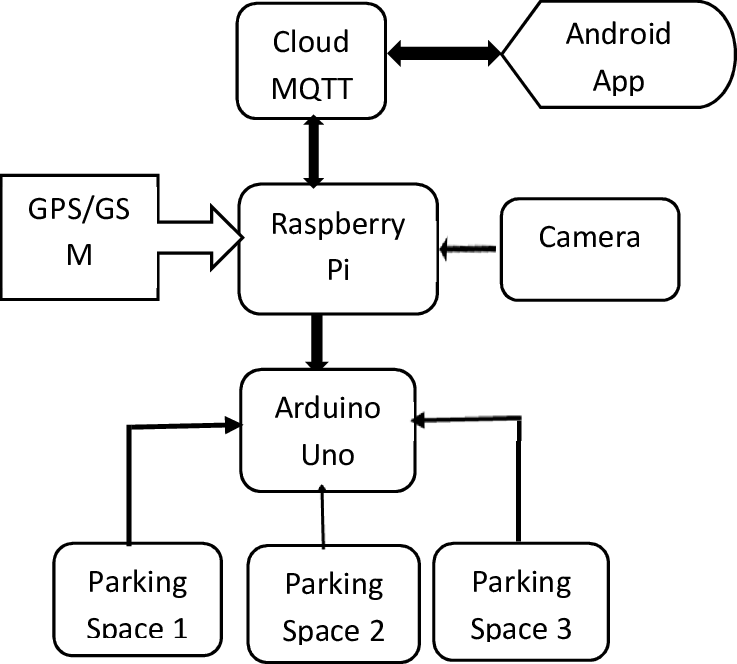 Cloud
MQTT
Android
App
GPS/GS
M
Raspberry
Pi
Camera
Arduino
Uno
Parking
Space 1
Parking
Space 2
Parking
Space 3